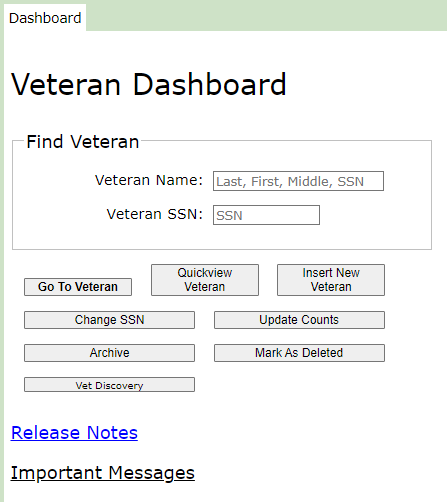 Dashboard
Veteran Dashboard
Find Veteran
Veteran Name: Last, First, Middle, SSN
Veteran SSN: SSN
Go To Veteran
Quickview
Veteran
Insert New
Veteran
Change SSN
Update Counts
Archive
Mark As Deleted
Vet Discovery
Release Notes
Important Messages